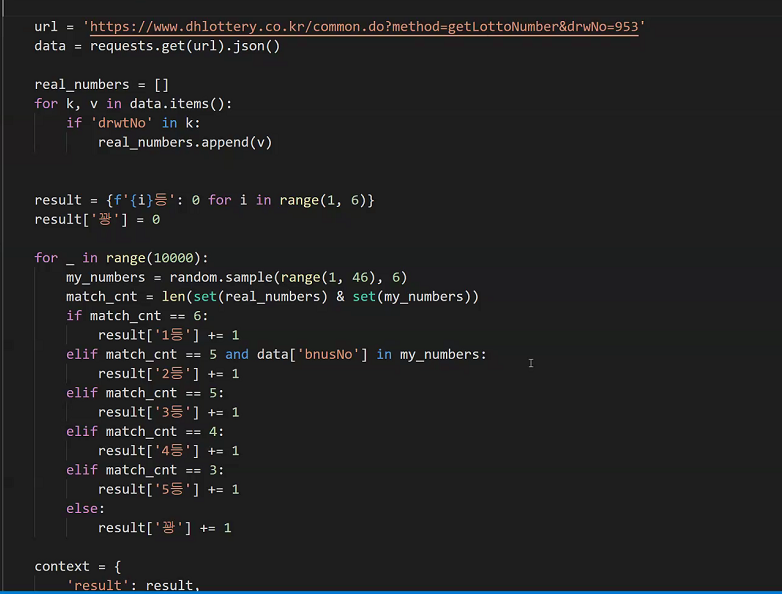 url = 'https://www.dhlottery.co.kr/common.do?method=getLottoNumber&drwNo=953'
data = requests.get(url).json()
real_numbers = []
for k, v in data.items():
if 'drwtNo' in k:
real_numbers.append(v)
result = {f'{i}등': 0 for i in range(1, 6)}
result['꽝'] = 0
for _ in range(10000):
my_numbers = random.sample(range(1, 46), 6)
match_cnt = len(set(real_numbers) & set(my_numbers))
if match_cnt == 6:
result['1등'] += 1
elif match_cnt == 5 and data['bnusNo'] in my_numbers:
result['2등'] += 1
elif match_cnt == 5:
result['3등'] += 1
elif match_cnt == 4:
result['4등'] += 1
elif match_cnt == 3:
result['5등'] += 1
else:
result['꽝'] += 1
context = {
'result': result,